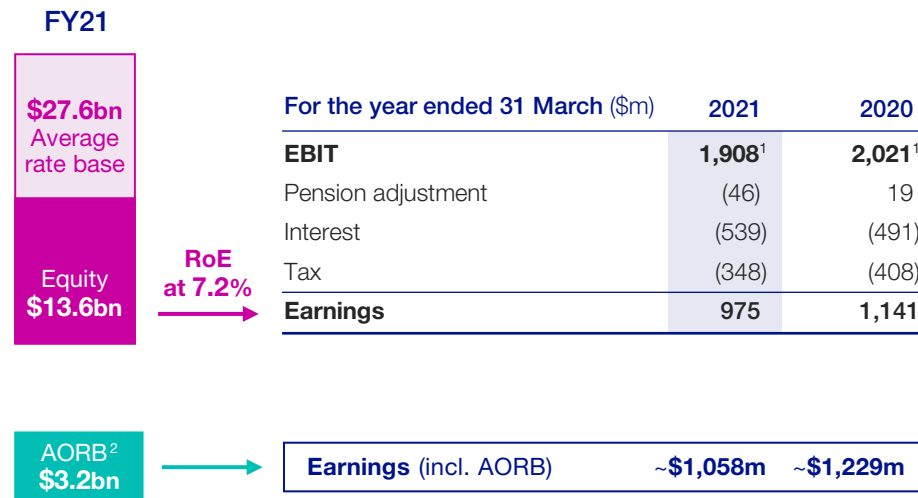 FY21
$27.6bn
Average
rate base
Equity
$13.6bn
RoE
at 7.2%
For the year ended 31 March ($m) 2021 2020
EBIT 1,908¹ 2,021¹
Pension adjustment (46) 19
Interest (539) (491)
Tax (348) (408)
Earnings 975 1,141
AORB²
$3.2bn
Earnings (incl. AORB) ~$1,058m ~$1,229m